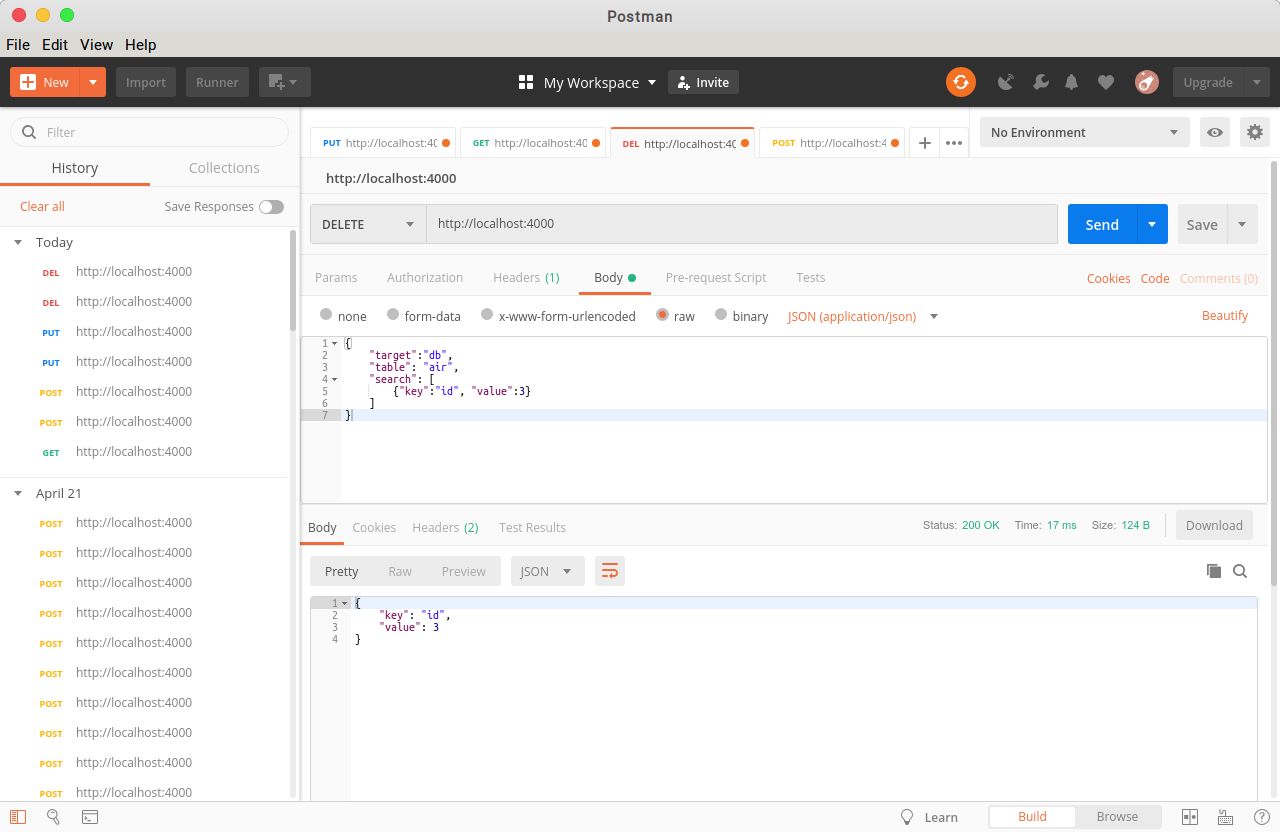 Postman
File Edit View Help
New Import Runner My Workspace Invite Upgrade
Filter
History Collections
Clear all Save Responses
Today
DEL http://localhost:4000
DEL http://localhost:4000
PUT http://localhost:4000
PUT http://localhost:4000
POST http://localhost:4000
POST http://localhost:4000
GET http://localhost:4000
April 21
POST http://localhost:4000
POST http://localhost:4000
POST http://localhost:4000
POST http://localhost:4000
POST http://localhost:4000
POST http://localhost:4000
POST http://localhost:4000
POST http://localhost:4000
POST http://localhost:4000
POST http://localhost:4000
PUT http://localhost:40 GET http://localhost:40 DEL http://localhost:40 POST http://localhost:4
No Environment
http://localhost:4000
DELETE http://localhost:4000 Send Save
Params Authorization Headers (1) Body Pre-request Script Tests Cookies Code Comments (0)
none form-data x-www-form-urlencoded raw binary JSON (application/json) Beautify
1 {
2 "target":"db",
3 "table": "air",
4 "search": [
5 {"key":"id", "value":3}
6 ]
7 }
Body Cookies Headers (2) Test Results Status: 200 OK Time: 17 ms Size: 124 B Download
Pretty Raw Preview JSON
1 {
2 "key": "id",
3 "value": 3
4 }
Learn Build Browse